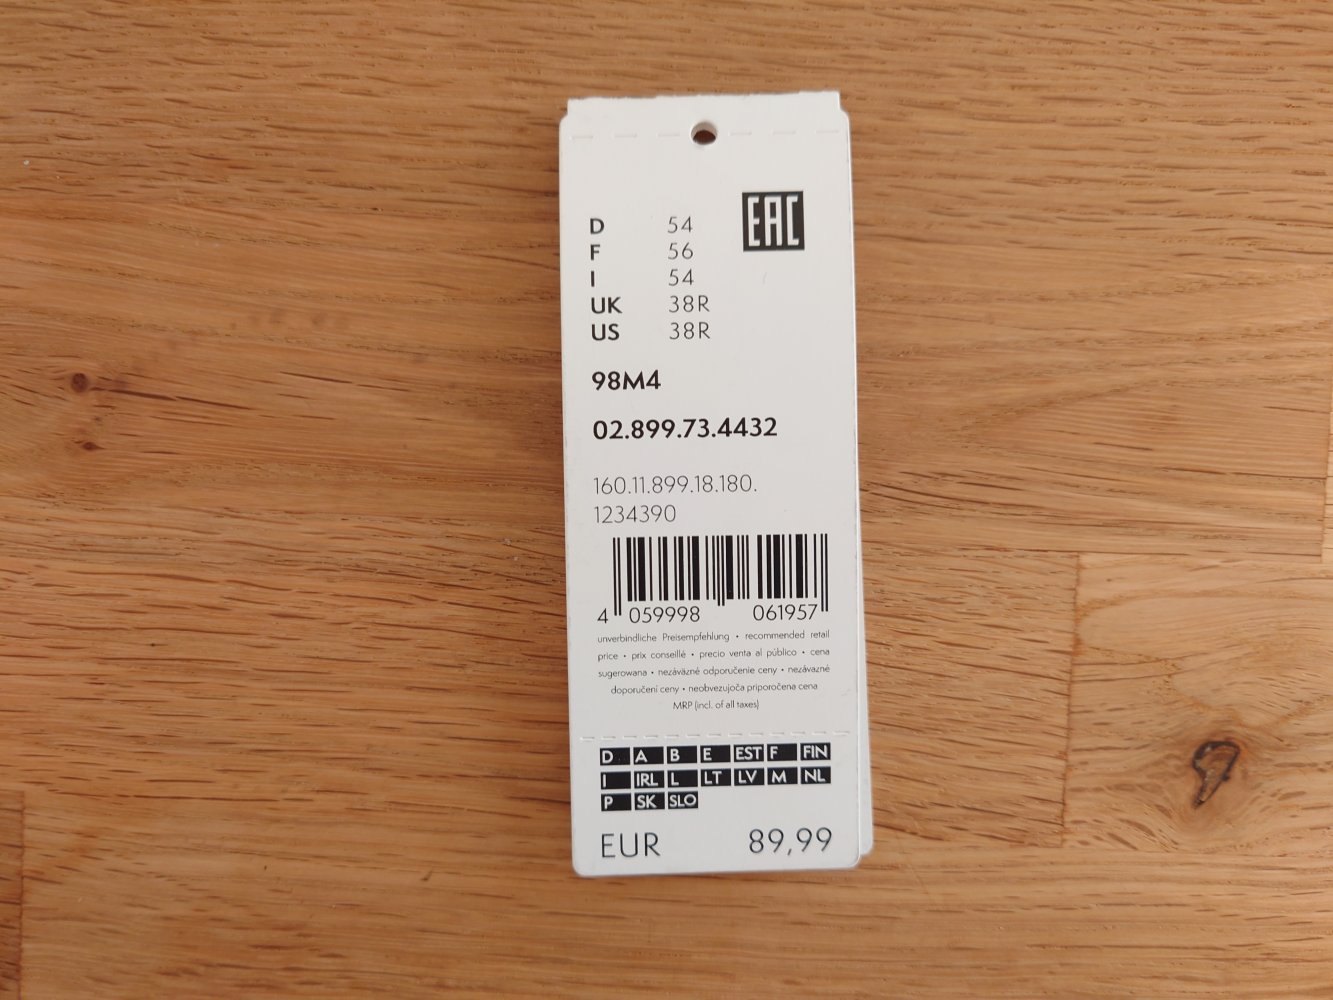 EAC
D 54
F 56
I 54
UK 38R
US 38R
98M4
02.899.73.4432
160.11.899.18.180.
1234390
4 059998 061957
unverbindliche Preisempfehlung • recommended retail
price • prix conseillé • precio venta al público • cena
sugerowana • nezáväzné odporučenie ceny • nezávazné
doporučení ceny • neobvezujoča priporočena cena
MRP (incl. of all taxes)
D A B E EST F FIN
I IRL L LT LV M NL
P SK SLO
EUR 89,99